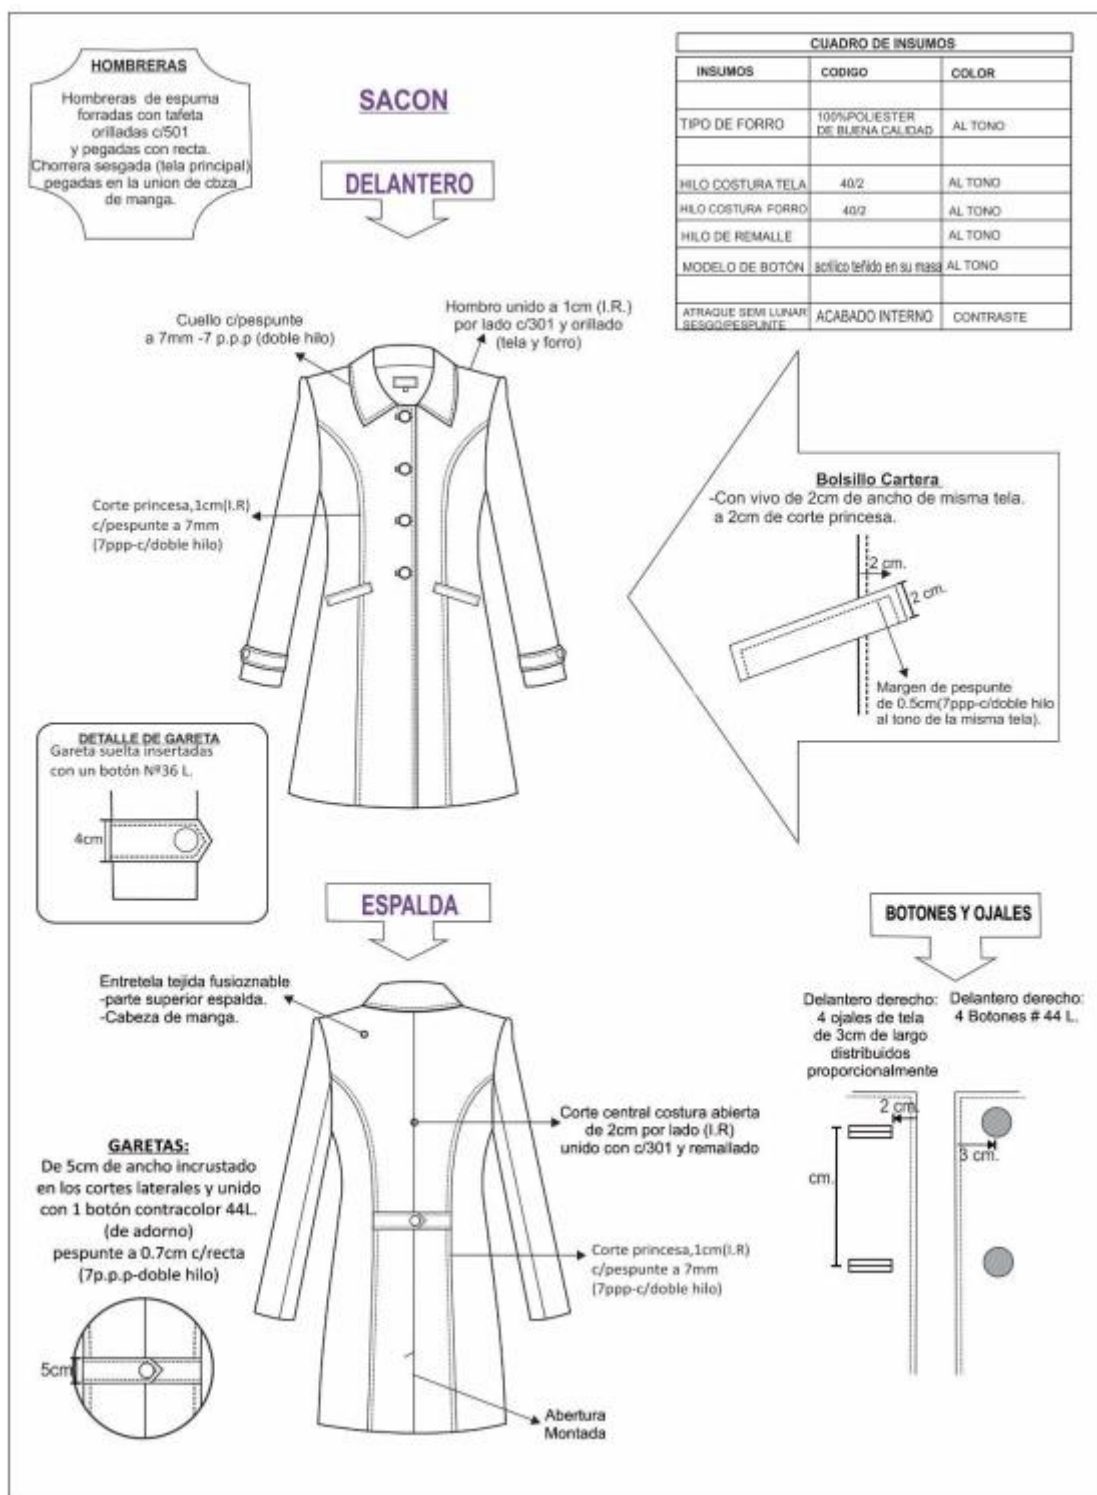 HOMBRERAS
Hombreras de espuma
forradas con tafeta
orilladas c/501
y pegadas con recta.
Chorrera sesgada (tela principal)
pegadas en la union de cbza
de manga.
SACON
DELANTERO
CUADRO DE INSUMOS
INSUMOS CODIGO COLOR
TIPO DE FORRO 100%POLIESTER DE BUENA CALIDAD AL TONO
HILO COSTURA TELA 40/2 AL TONO
HILO COSTURA FORRO 40/2 AL TONO
HILO DE REMALLE AL TONO
MODELO DE BOTÓN acrilico teñido en su masa AL TONO
ATRAQUE SEMI LUNAR SESGO/PESPUNTE ACABADO INTERNO CONTRASTE
Cuello c/pespunte
a 7mm -7 p.p.p (doble hilo)
Hombro unido a 1cm (I.R.)
por lado c/301 y orillado
(tela y forro)
Corte princesa,1cm(I.R)
c/pespunte a 7mm
(7ppp-c/doble hilo)
Bolsillo Cartera
-Con vivo de 2cm de ancho de misma tela.
a 2cm de corte princesa.
2 cm.
2 cm.
Margen de pespunte
de 0.5cm(7ppp-c/doble hilo
al tono de la misma tela).
DETALLE DE GARETA
Gareta suelta insertadas
con un botón Nº36 L.
4cm
ESPALDA
Entretela tejida fusioznable
-parte superior espalda.
-Cabeza de manga.
Corte central costura abierta
de 2cm por lado (I.R)
unido con c/301 y remallado
GARETAS:
De 5cm de ancho incrustado
en los cortes laterales y unido
con 1 botón contracolor 44L.
(de adorno)
pespunte a 0.7cm c/recta
(7p.p.p-doble hilo)
5cm
Corte princesa,1cm(I.R)
c/pespunte a 7mm
(7ppp-c/doble hilo)
Abertura
Montada
BOTONES Y OJALES
Delantero derecho:
4 ojales de tela
de 3cm de largo
distribuidos
proporcionalmente
Delantero derecho:
4 Botones # 44 L.
2 cm.
3 cm.
cm.